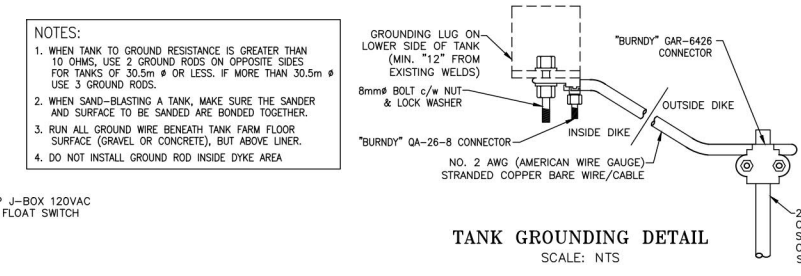 NOTES:
1. WHEN TANK TO GROUND RESISTANCE IS GREATER THAN
10 OHMS, USE 2 GROUND RODS ON OPPOSITE SIDES
FOR TANKS OF 30.5m ø OR LESS. IF MORE THAN 30.5m ø
USE 3 GROUND RODS.
2. WHEN SAND-BLASTING A TANK, MAKE SURE THE SANDER
AND SURFACE TO BE SANDED ARE BONDED TOGETHER.
3. RUN ALL GROUND WIRE BENEATH TANK FARM FLOOR
SURFACE (GRAVEL OR CONCRETE), BUT ABOVE LINER.
4. DO NOT INSTALL GROUND ROD INSIDE DYKE AREA
P J-BOX 120VAC
FLOAT SWITCH
GROUNDING LUG ON
LOWER SIDE OF TANK
(MIN. "12" FROM
EXISTING WELDS)
8mmø BOLT c/w NUT
& LOCK WASHER
"BURNDY" QA-26-8 CONNECTOR
INSIDE DIKE
OUTSIDE DIKE
"BURNDY" GAR-6426
CONNECTOR
NO. 2 AWG (AMERICAN WIRE GAUGE)
STRANDED COPPER BARE WIRE/CABLE
TANK GROUNDING DETAIL
SCALE: NTS